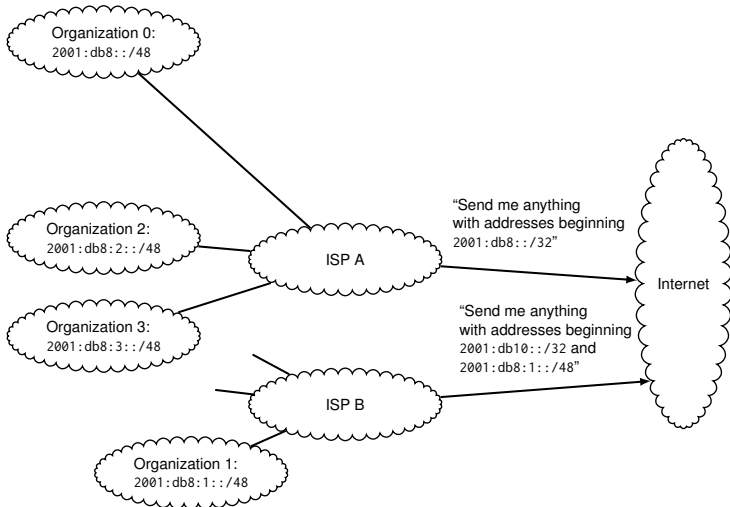 Organization 0:
2001:db8::/48
“Send me anything
with addresses beginning
2001:db8::/32”
Organization 2:
2001:db8:2::/48
ISP A
Internet
Organization 3:
2001:db8:3::/48
“Send me anything
with addresses beginning
2001:db10::/32 and
2001:db8:1::/48”
ISP B
Organization 1:
2001:db8:1::/48